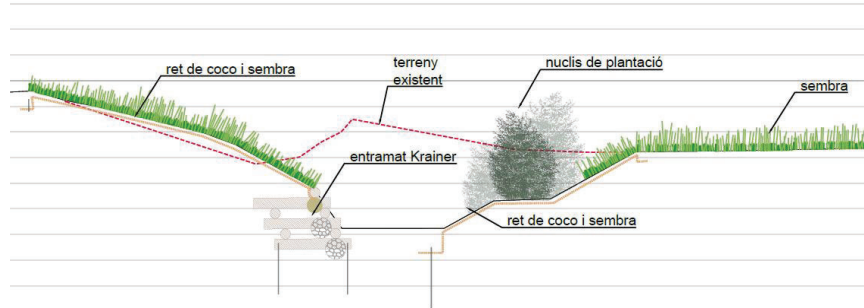 ret de coco i sembra
terreny
existent
nuclis de plantació
sembra
entramat Krainer
ret de coco i sembra